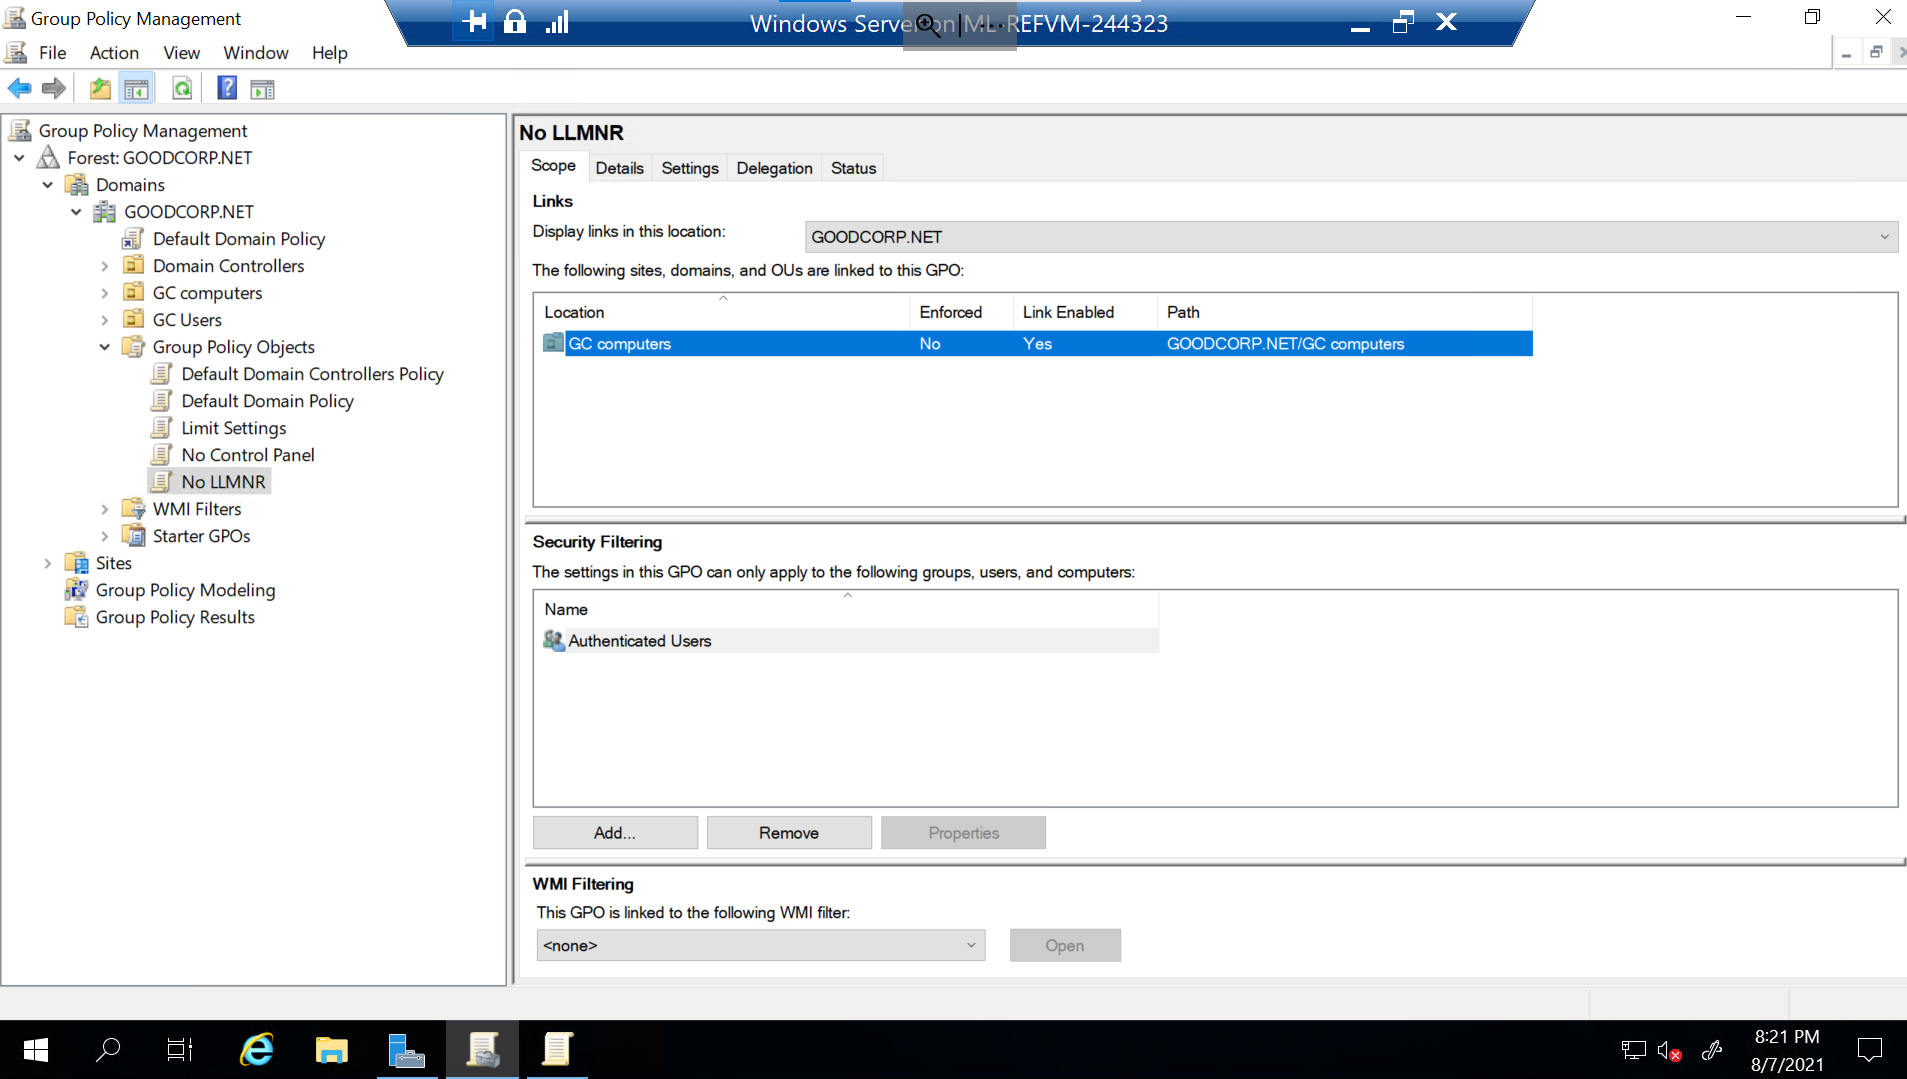 Group Policy Management
Windows Server on ML-REFVM-244323
File Action View Window Help
Group Policy Management
Forest: GOODCORP.NET
Domains
GOODCORP.NET
Default Domain Policy
Domain Controllers
GC computers
GC Users
Group Policy Objects
Default Domain Controllers Policy
Default Domain Policy
Limit Settings
No Control Panel
No LLMNR
WMI Filters
Starter GPOs
Sites
Group Policy Modeling
Group Policy Results
No LLMNR
Scope Details Settings Delegation Status
Links
Display links in this location:
GOODCORP.NET
The following sites, domains, and OUs are linked to this GPO:
Location Enforced Link Enabled Path
GC computers No Yes GOODCORP.NET/GC computers
Security Filtering
The settings in this GPO can only apply to the following groups, users, and computers:
Name
Authenticated Users
Add... Remove Properties
WMI Filtering
This GPO is linked to the following WMI filter:
<none> Open
8:21 PM
8/7/2021